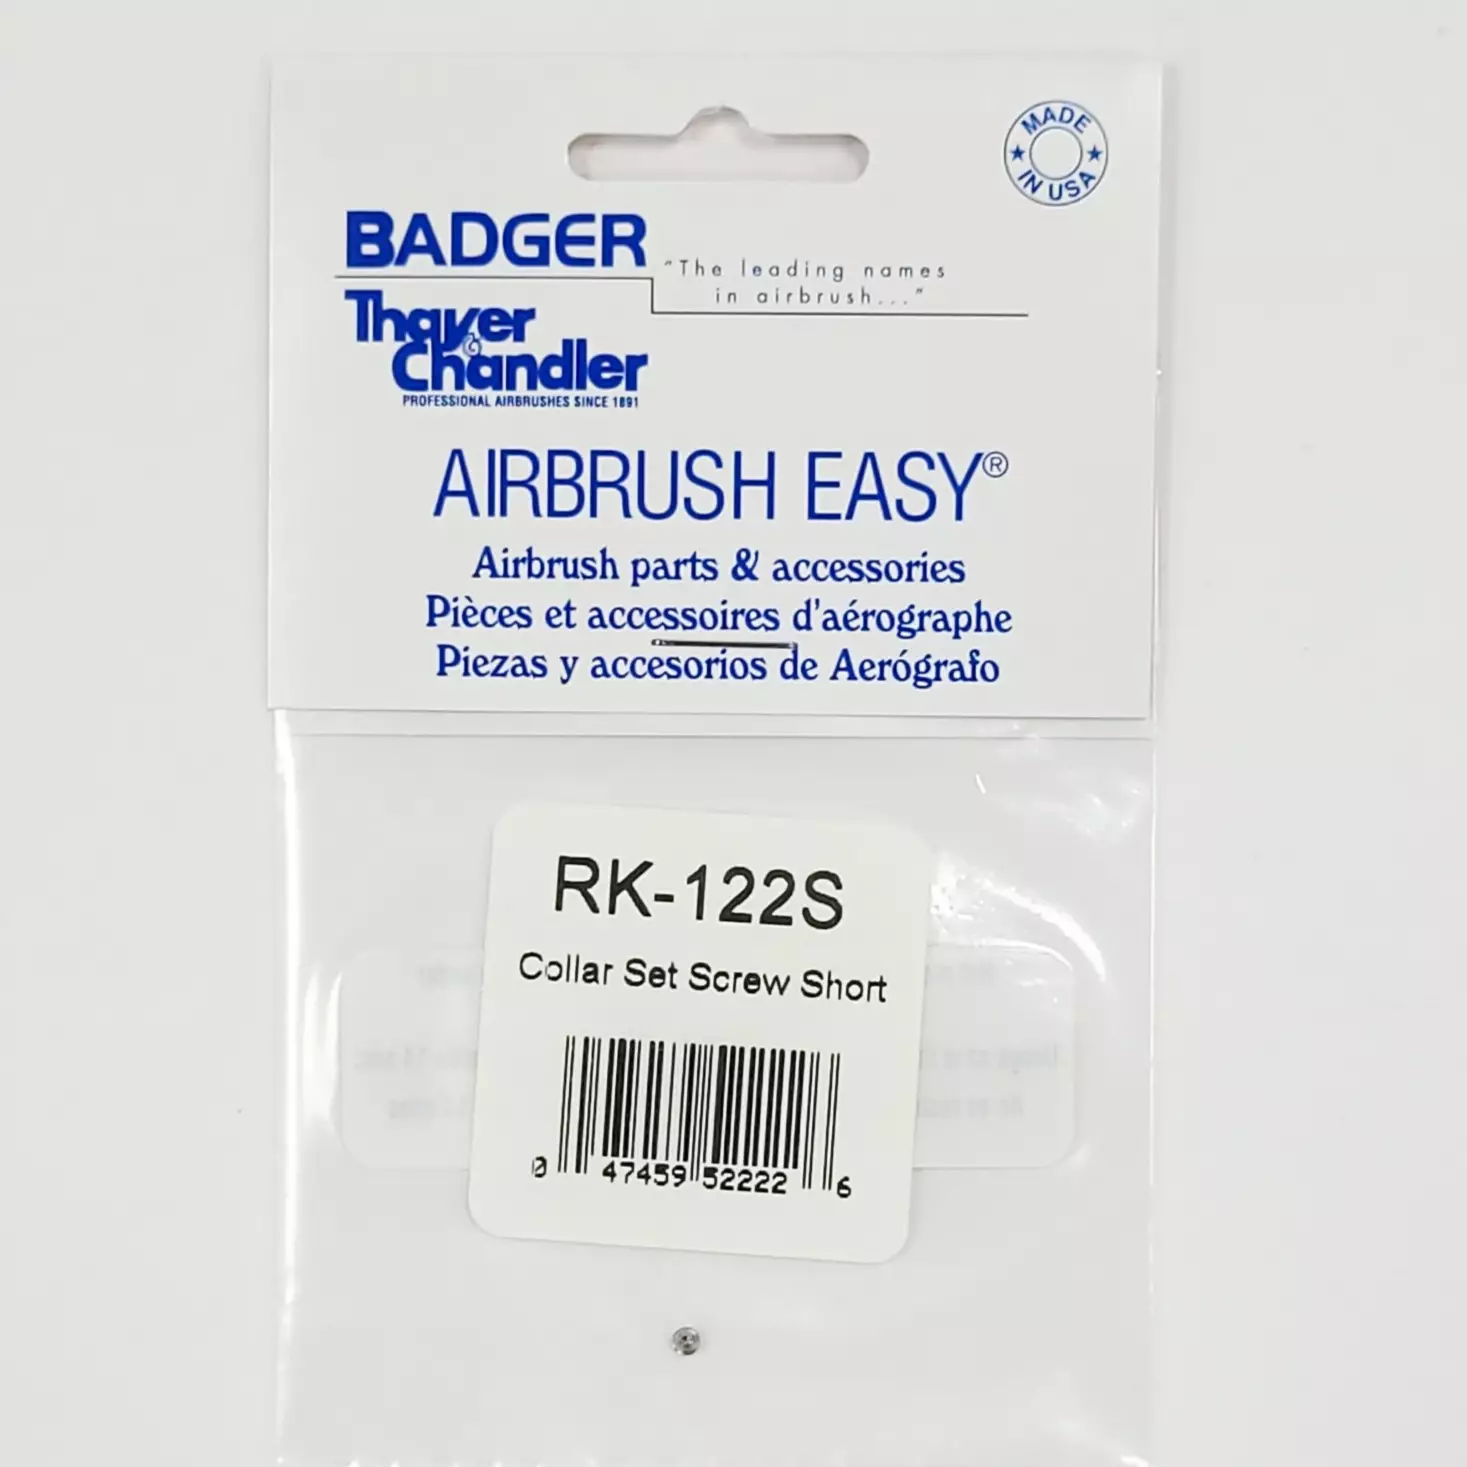 MADE
IN USA
BADGER
"The leading names
in airbrush..."
Thayer
&
Chandler
PROFESSIONAL AIRBRUSHES SINCE 1891
AIRBRUSH EASY®
Airbrush parts & accessories
Pièces et accessoires d'aérographe
Piezas y accesorios de Aerógrafo
RK-122S
Collar Set Screw Short
0 47459 52222 6